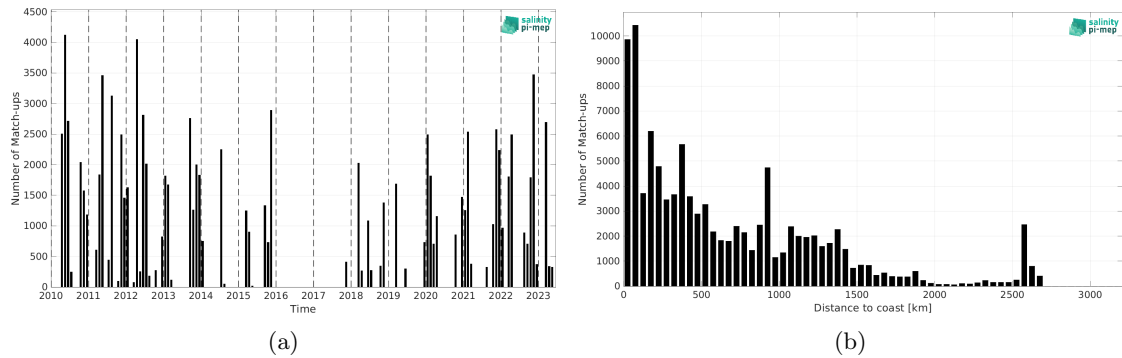 4500
4000
3500
3000
2500
2000
1500
1000
500
0
Number of Match-ups
2010 2011 2012 2013 2014 2015 2016 2017 2018 2019 2020 2021 2022 2023
Time
salinity
pi-mep
(a)
10000
9000
8000
7000
6000
5000
4000
3000
2000
1000
0
Number of Match-ups
0 500 1000 1500 2000 2500 3000
Distance to coast [km]
salinity
pi-mep
(b)